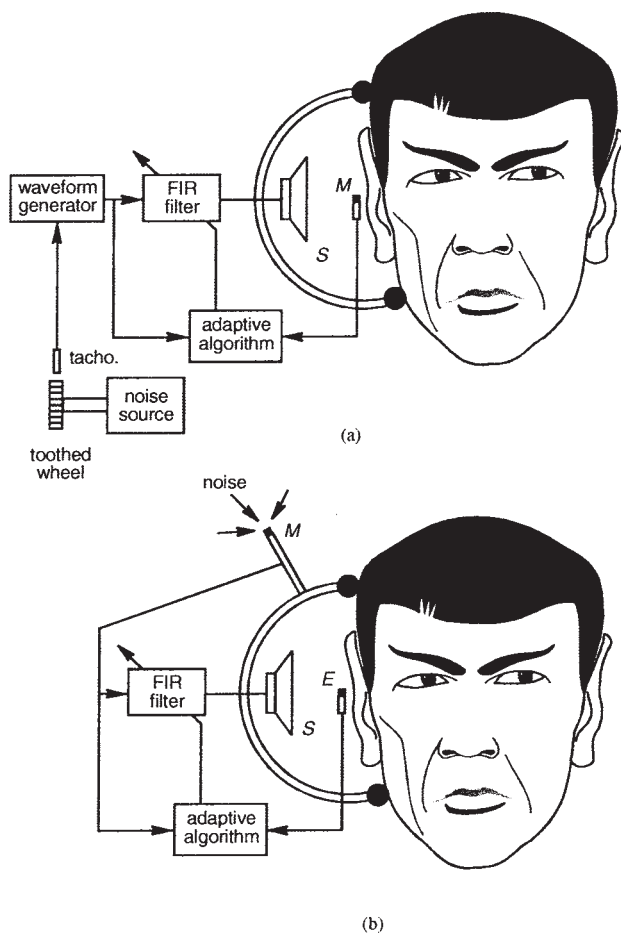 waveform
generator
FIR
filter
M
S
adaptive
algorithm
tacho.
noise
source
toothed
wheel
(a)
noise
M
FIR
filter
E
S
adaptive
algorithm
(b)